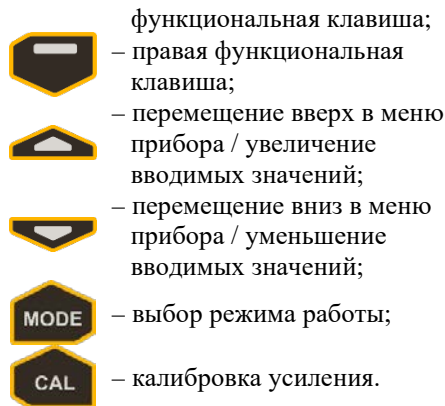 функциональная клавиша;
– правая функциональная
клавиша;
– перемещение вверх в меню
прибора / увеличение
вводимых значений;
– перемещение вниз в меню
прибора / уменьшение
вводимых значений;
MODE – выбор режима работы;
CAL – калибровка усиления.